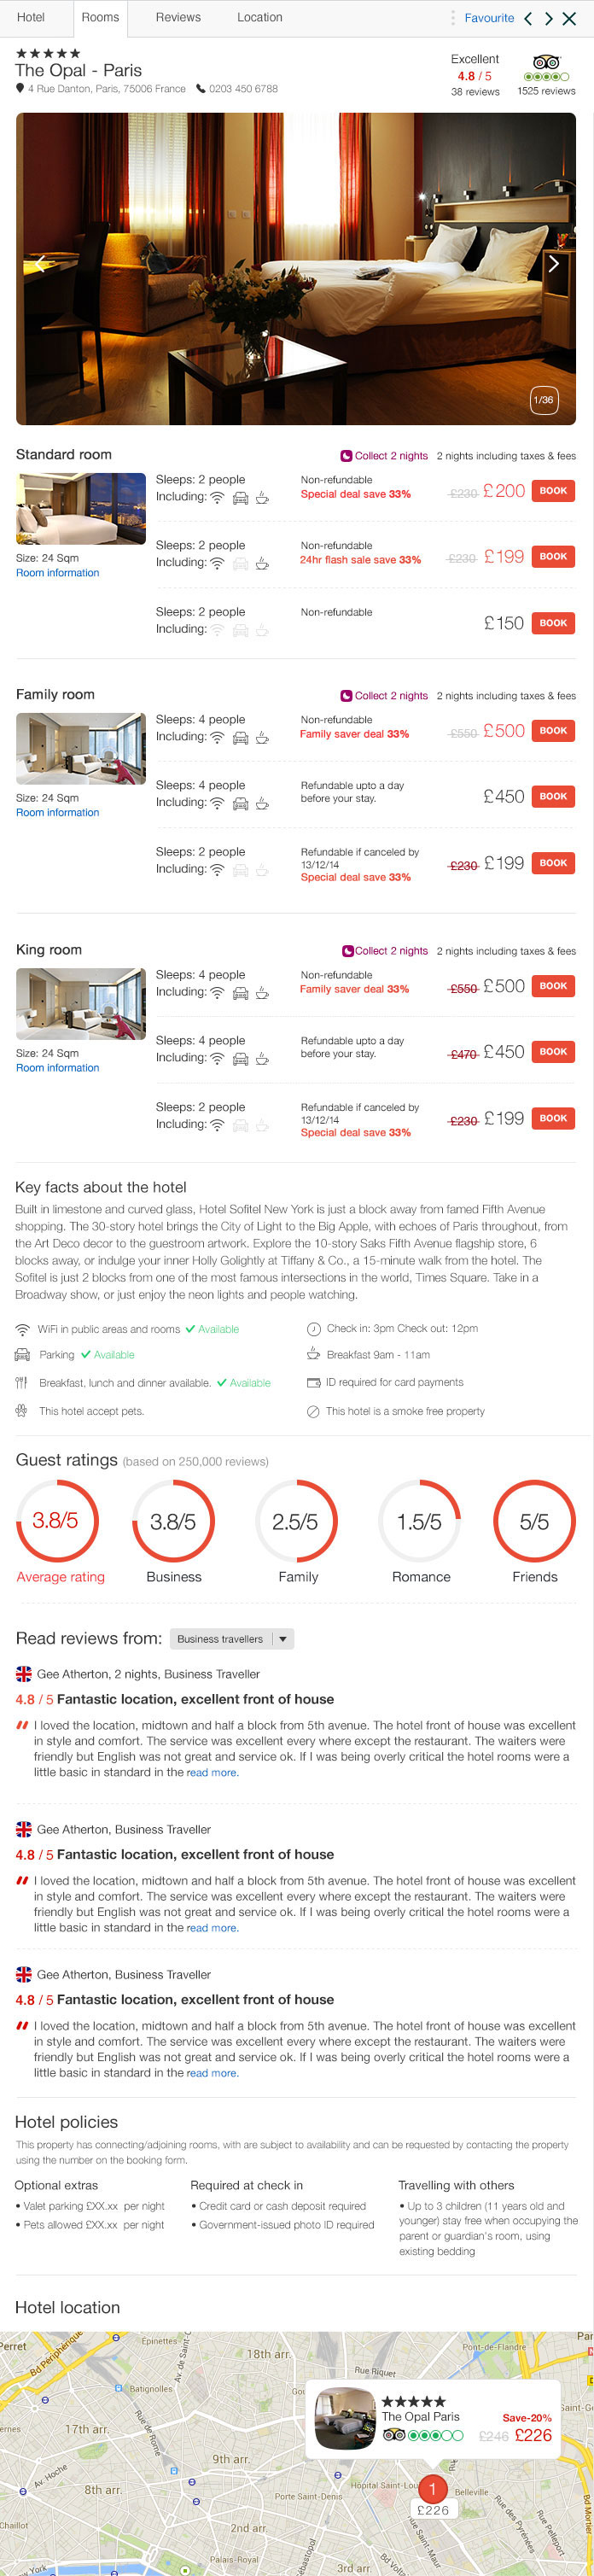 Hotel Rooms Reviews Location Favourite
The Opal - Paris
4 Rue Danton, Paris, 75006 France 0203 450 6788
Excellent
4.8 / 5
38 reviews 1525 reviews
1/36
Standard room Collect 2 nights 2 nights including taxes & fees
Sleeps: 2 people Non-refundable
Including: Special deal save 33% £230 £200 BOOK
Sleeps: 2 people Non-refundable
Including: 24hr flash sale save 33% £230 £199 BOOK
Size: 24 Sqm
Room information
Sleeps: 2 people Non-refundable
Including: £150 BOOK
Family room Collect 2 nights 2 nights including taxes & fees
Sleeps: 4 people Non-refundable
Including: Family saver deal 33% £550 £500 BOOK
Sleeps: 4 people Refundable upto a day
Including: before your stay. £450 BOOK
Size: 24 Sqm
Room information
Sleeps: 2 people Refundable if canceled by
Including: 13/12/14 £230 £199 BOOK
Special deal save 33%
King room Collect 2 nights 2 nights including taxes & fees
Sleeps: 4 people Non-refundable
Including: Family saver deal 33% £550 £500 BOOK
Sleeps: 4 people Refundable upto a day
Including: before your stay. £470 £450 BOOK
Size: 24 Sqm
Room information
Sleeps: 2 people Refundable if canceled by
Including: 13/12/14 £230 £199 BOOK
Special deal save 33%
Key facts about the hotel
Built in limestone and curved glass, Hotel Sofitel New York is just a block away from famed Fifth Avenue
shopping. The 30-story hotel brings the City of Light to the Big Apple, with echoes of Paris throughout, from
the Art Deco decor to the guestroom artwork. Explore the 10-story Saks Fifth Avenue flagship store, 6
blocks away, or indulge your inner Holly Golightly at Tiffany & Co., a 15-minute walk from the hotel. The
Sofitel is just 2 blocks from one of the most famous intersections in the world, Times Square. Take in a
Broadway show, or just enjoy the neon lights and people watching.
WiFi in public areas and rooms Available Check in: 3pm Check out: 12pm
Parking Available Breakfast 9am - 11am
Breakfast, lunch and dinner available. Available ID required for card payments
This hotel accept pets. This hotel is a smoke free property
Guest ratings (based on 250,000 reviews)
3.8/5 3.8/5 2.5/5 1.5/5 5/5
Average rating Business Family Romance Friends
Read reviews from: Business travellers
Gee Atherton, 2 nights, Business Traveller
4.8 / 5 Fantastic location, excellent front of house
" I loved the location, midtown and half a block from 5th avenue. The hotel front of house was excellent
in style and comfort. The service was excellent every where except the restaurant. The waiters were
friendly but English was not great and service ok. If I was being overly critical the hotel rooms were a
little basic in standard in the read more.
Gee Atherton, Business Traveller
4.8 / 5 Fantastic location, excellent front of house
" I loved the location, midtown and half a block from 5th avenue. The hotel front of house was excellent
in style and comfort. The service was excellent every where except the restaurant. The waiters were
friendly but English was not great and service ok. If I was being overly critical the hotel rooms were a
little basic in standard in the read more.
Gee Atherton, Business Traveller
4.8 / 5 Fantastic location, excellent front of house
" I loved the location, midtown and half a block from 5th avenue. The hotel front of house was excellent
in style and comfort. The service was excellent every where except the restaurant. The waiters were
friendly but English was not great and service ok. If I was being overly critical the hotel rooms were a
little basic in standard in the read more.
Hotel policies
This property has connecting/adjoining rooms, with are subject to availability and can be requested by contacting the property
using the number on the booking form.
Optional extras
• Valet parking £XX.xx per night
• Pets allowed £XX.xx per night
Required at check in
• Credit card or cash deposit required
• Government-issued photo ID required
Travelling with others
• Up to 3 children (11 years old and
younger) stay free when occupying the
parent or guardian's room, using
existing bedding
Hotel location
Perret
Bd Périphérique
Épinettes
Av. de Saint-
18th arr.
Pont-de-Flandre
Par
Rue Riquet
Batignolles
Gou
Saint-Ge
The Opal Paris
Save-20%
£246 £226
ernes
17th arr.
Rue de Rome
9th arr.
Av. Hoche
8th arr.
Porte Saint-Denis
Hôpital Saint-Lou
1
£226
Belleville
Rue des Pyrénées
Rue Pelleport
Bd Mortier
Chaillot
2nd arr.
Rue Saint-Maur
Palais-Royal
ébastopol
3rd arr.
Bd Vol
w-York